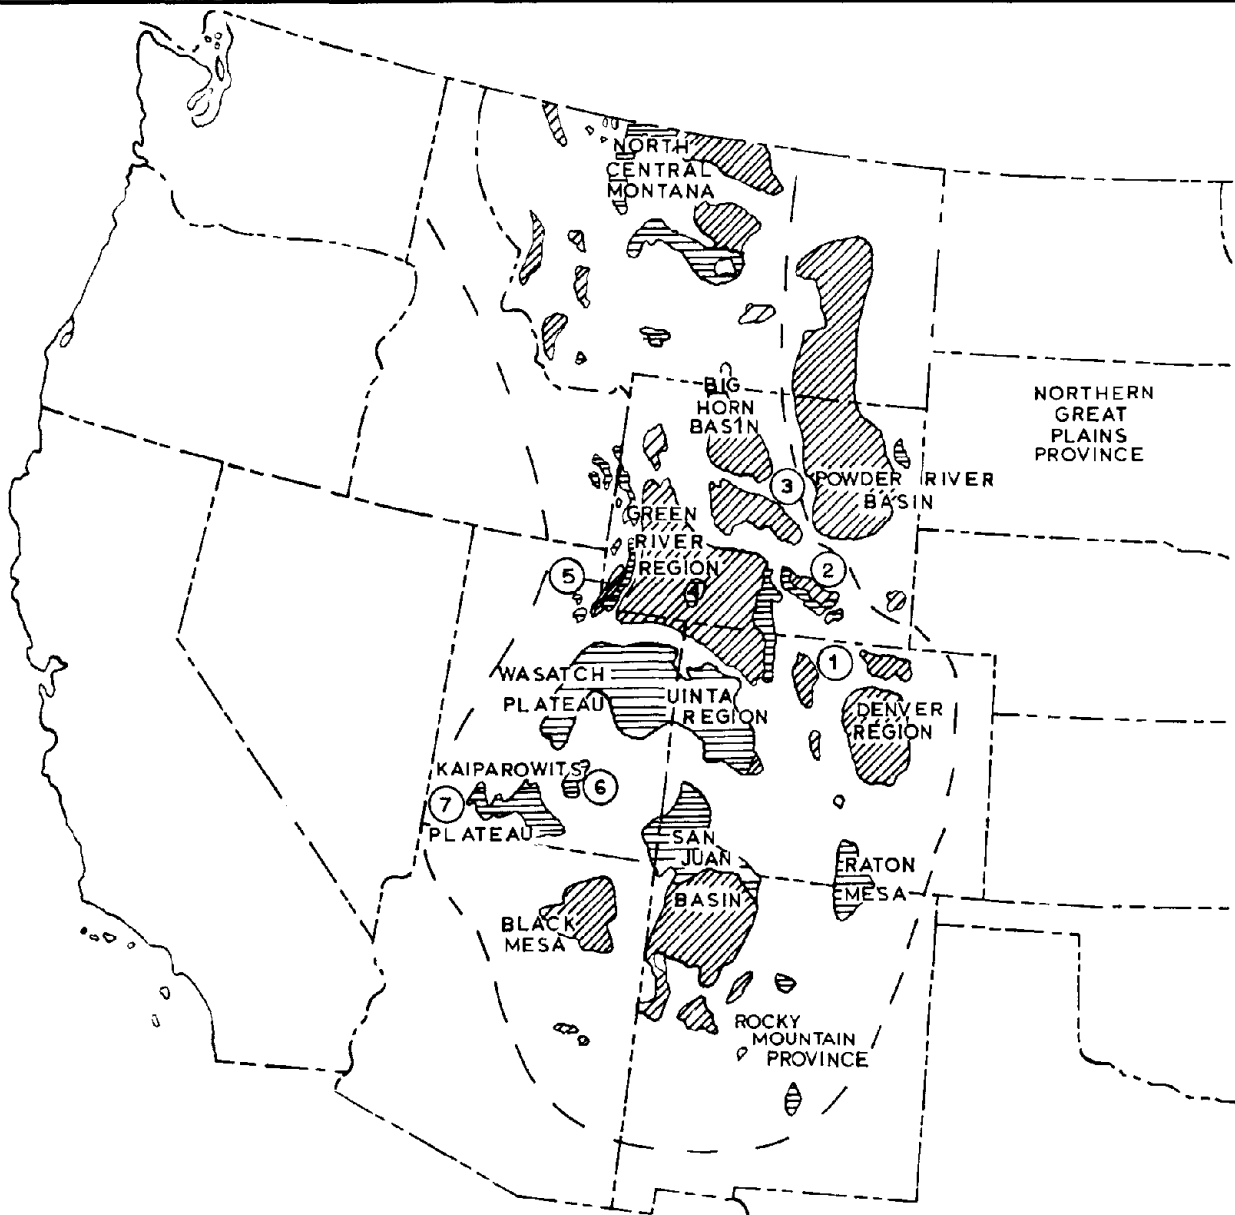 NORTH
CENTRAL
MONTANA
BIG
HORN
BASIN
NORTHERN
GREAT
PLAINS
PROVINCE
3
POWDER RIVER
BASIN
GREEN
RIVER
REGION
5
4
2
1
WASATCH
PLATEAU
UINTA
REGION
DENVER
REGION
KAIPAROWITS
6
7
PLATEAU
SAN
JUAN
BASIN
RATON
MESA
BLACK
MESA
ROCKY
MOUNTAIN
PROVINCE